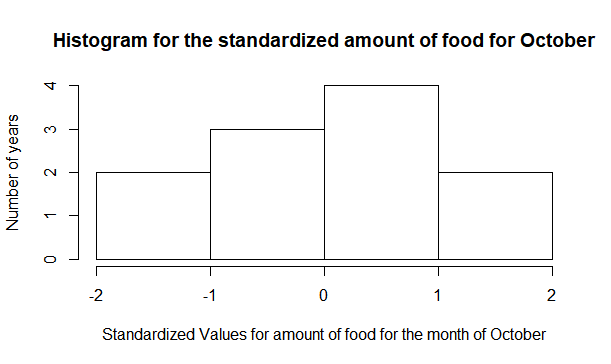 Histogram for the standardized amount of food for October
Number of years
4
3
2
1
0
-2 -1 0 1 2
Standardized Values for amount of food for the month of October